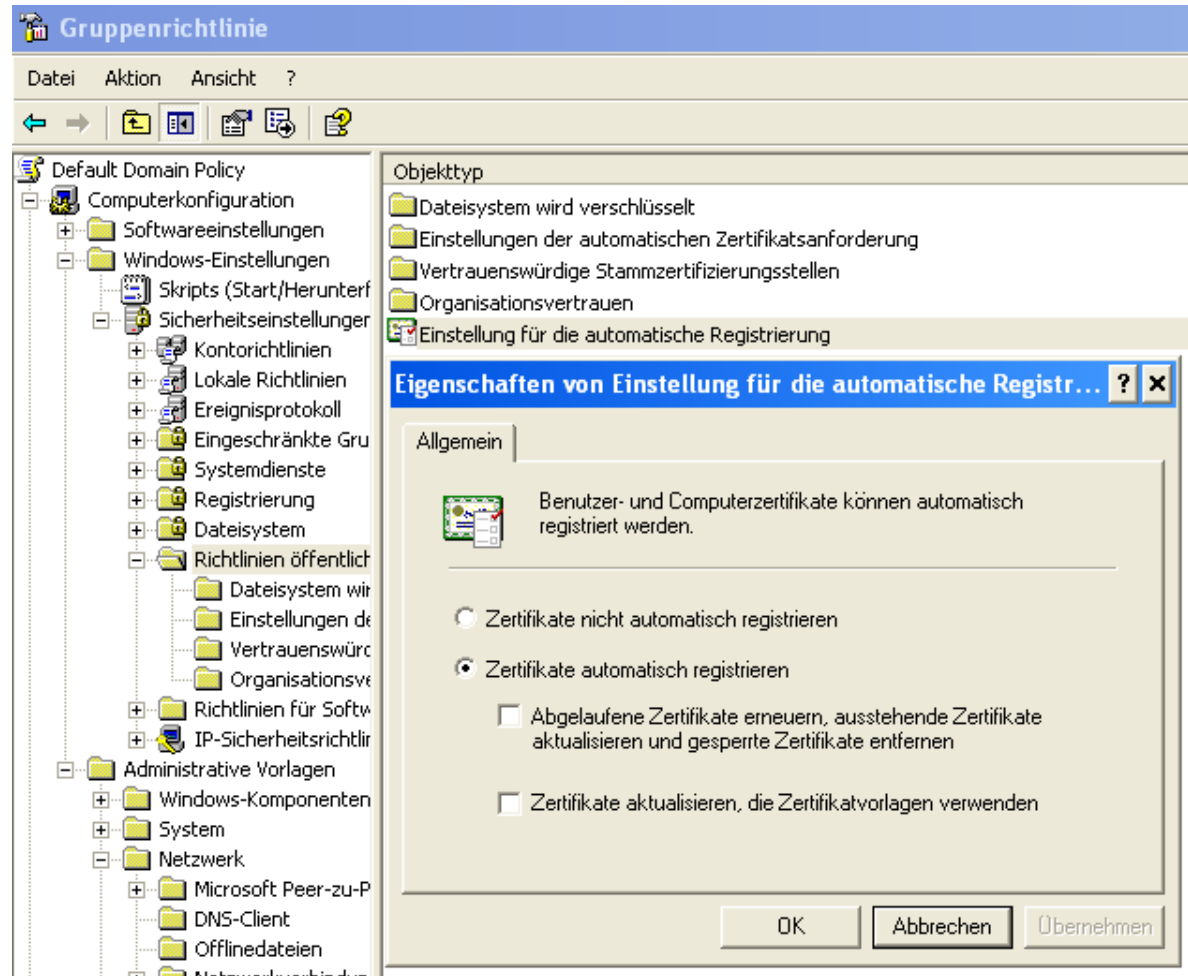 Gruppenrichtlinie
Datei Aktion Ansicht ?
Default Domain Policy
Computerkonfiguration
Softwareeinstellungen
Windows-Einstellungen
Skripts (Start/Herunterf
Sicherheitseinstellunger
Kontorichtlinien
Lokale Richtlinien
Ereignisprotokoll
Eingeschränkte Gru
Systemdienste
Registrierung
Dateisystem
Richtlinien öffentlich
Dateisystem wir
Einstellungen de
Vertrauenswürd
Organisationsve
Richtlinien für Softw
IP-Sicherheitsrichtlin
Administrative Vorlagen
Windows-Komponenten
System
Netzwerk
Microsoft Peer-zu-P
DNS-Client
Offlinedateien
Objekttyp
Dateisystem wird verschlüsselt
Einstellungen der automatischen Zertifikatsanforderung
Vertrauenswürdige Stammzertifizierungsstellen
Organisationsvertrauen
Einstellung für die automatische Registrierung
Eigenschaften von Einstellung für die automatische Registr... ?
Allgemein
Benutzer- und Computerzertifikate können automatisch
registriert werden.
Zertifikate nicht automatisch registrieren
Zertifikate automatisch registrieren
Abgelaufene Zertifikate erneuern, ausstehende Zertifikate
aktualisieren und gesperrte Zertifikate entfernen
Zertifikate aktualisieren, die Zertifikatvorlagen verwenden
OK Abbrechen Übernehmen